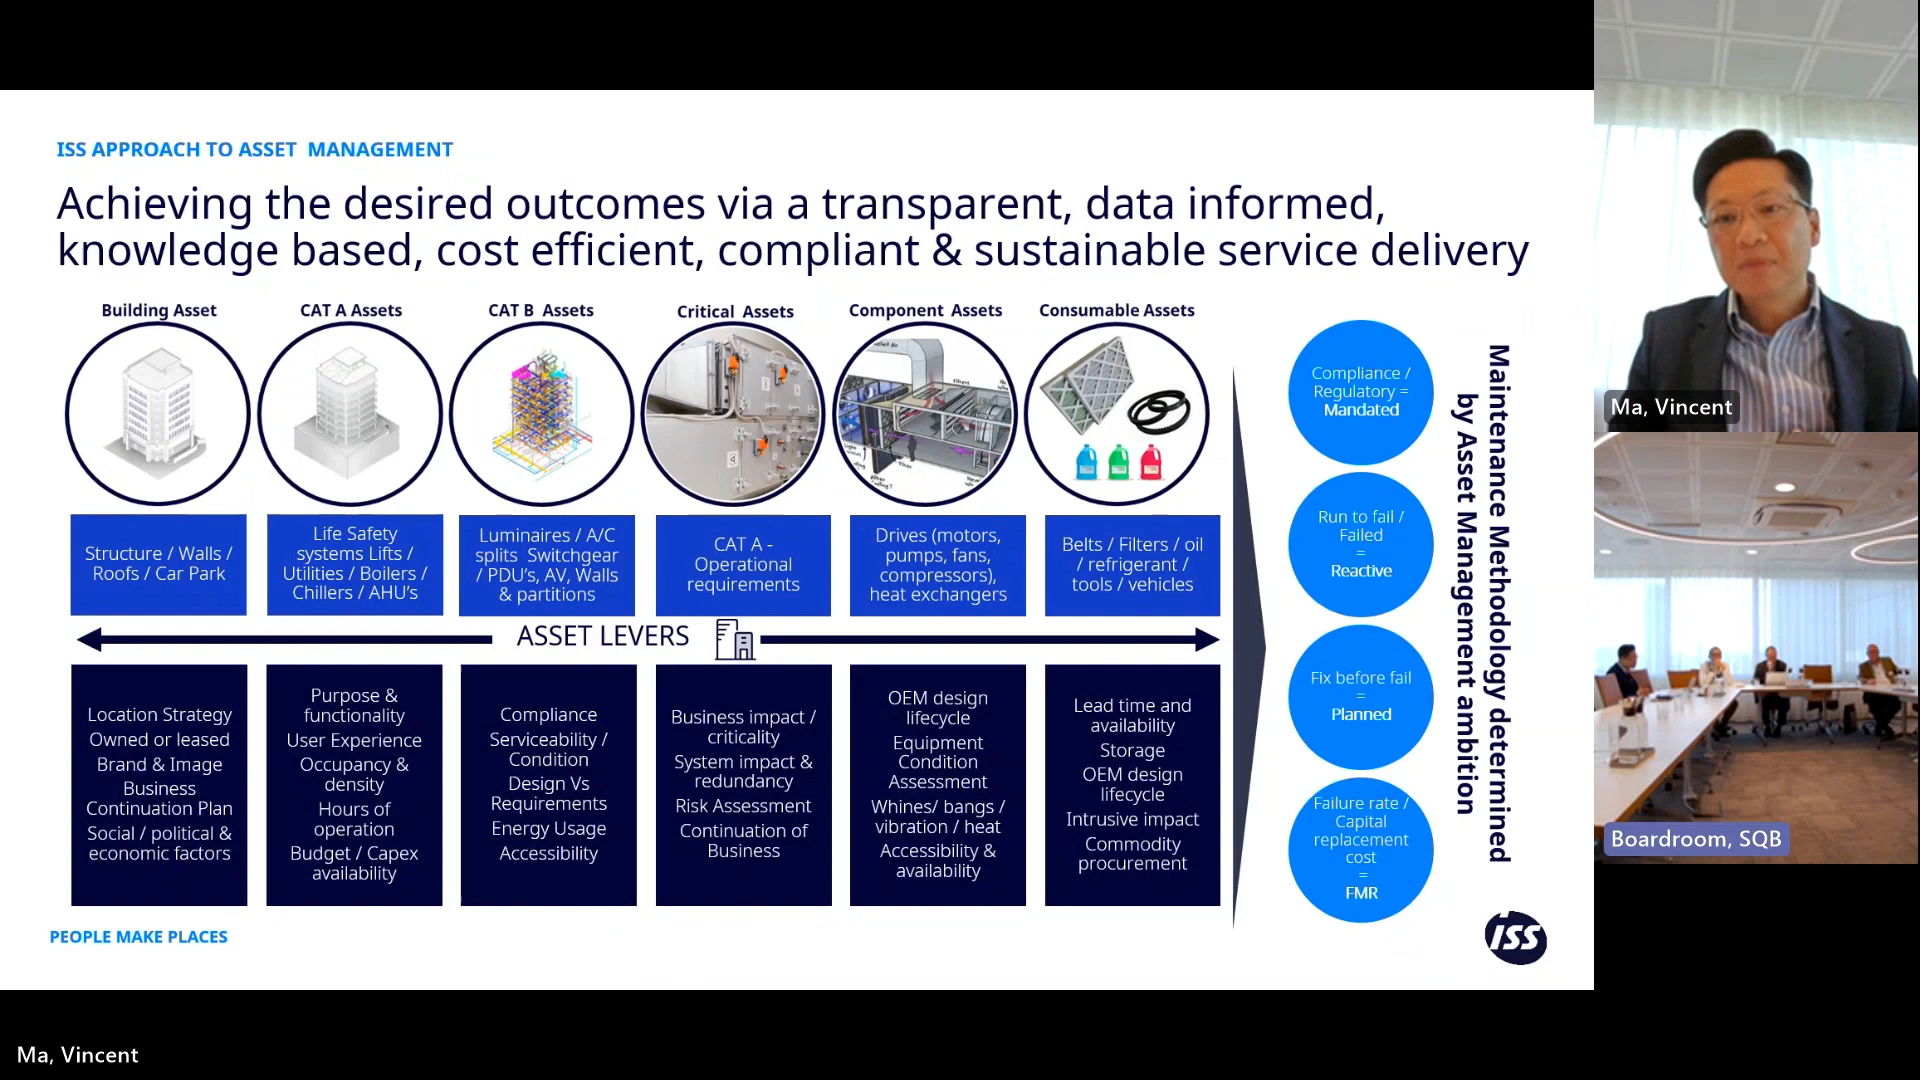 ISS APPROACH TO ASSET MANAGEMENT
Achieving the desired outcomes via a transparent, data informed,
knowledge based, cost efficient, compliant & sustainable service delivery
Building Asset
CAT A Assets
CAT B Assets
Critical Assets
Component Assets
Consumable Assets
Structure / Walls /
Roofs / Car Park
Life Safety
systems Lifts /
Utilities / Boilers /
Chillers / AHU's
Luminaires / A/C
splits Switchgear
/ PDU's, AV, Walls
& partitions
CAT A -
Operational
requirements
Drives (motors,
pumps, fans,
compressors),
heat exchangers
Belts / Filters / oil
/ refrigerant /
tools / vehicles
ASSET LEVERS
Location Strategy
Owned or leased
Brand & Image
Business
Continuation Plan
Social / political &
economic factors
Purpose &
functionality
User Experience
Occupancy &
density
Hours of
operation
Budget / Capex
availability
Compliance
Serviceability /
Condition
Design Vs
Requirements
Energy Usage
Accessibility
Business impact /
criticality
System impact &
redundancy
Risk Assessment
Continuation of
Business
OEM design
lifecycle
Equipment
Condition
Assessment
Whines/ bangs /
vibration / heat
Accessibility &
availability
Lead time and
availability
Storage
OEM design
lifecycle
Intrusive impact
Commodity
procurement
Compliance /
Regulatory =
Mandated
Run to fail /
Failed
=
Reactive
Fix before fail
=
Planned
Failure rate /
Capital
replacement
cost
=
FMR
Maintenance Methodology determined
by Asset Management ambition
PEOPLE MAKE PLACES
ISS
Ma, Vincent
Boardroom, SQB
Ma, Vincent